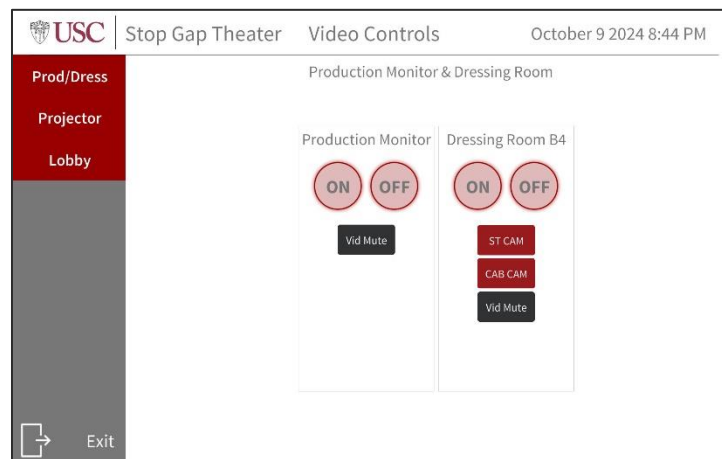 USC Stop Gap Theater Video Controls October 9 2024 8:44 PM
Prod/Dress
Projector
Lobby
Exit
Production Monitor & Dressing Room
Production Monitor
ON OFF
Vid Mute
Dressing Room B4
ON OFF
ST CAM
CAB CAM
Vid Mute